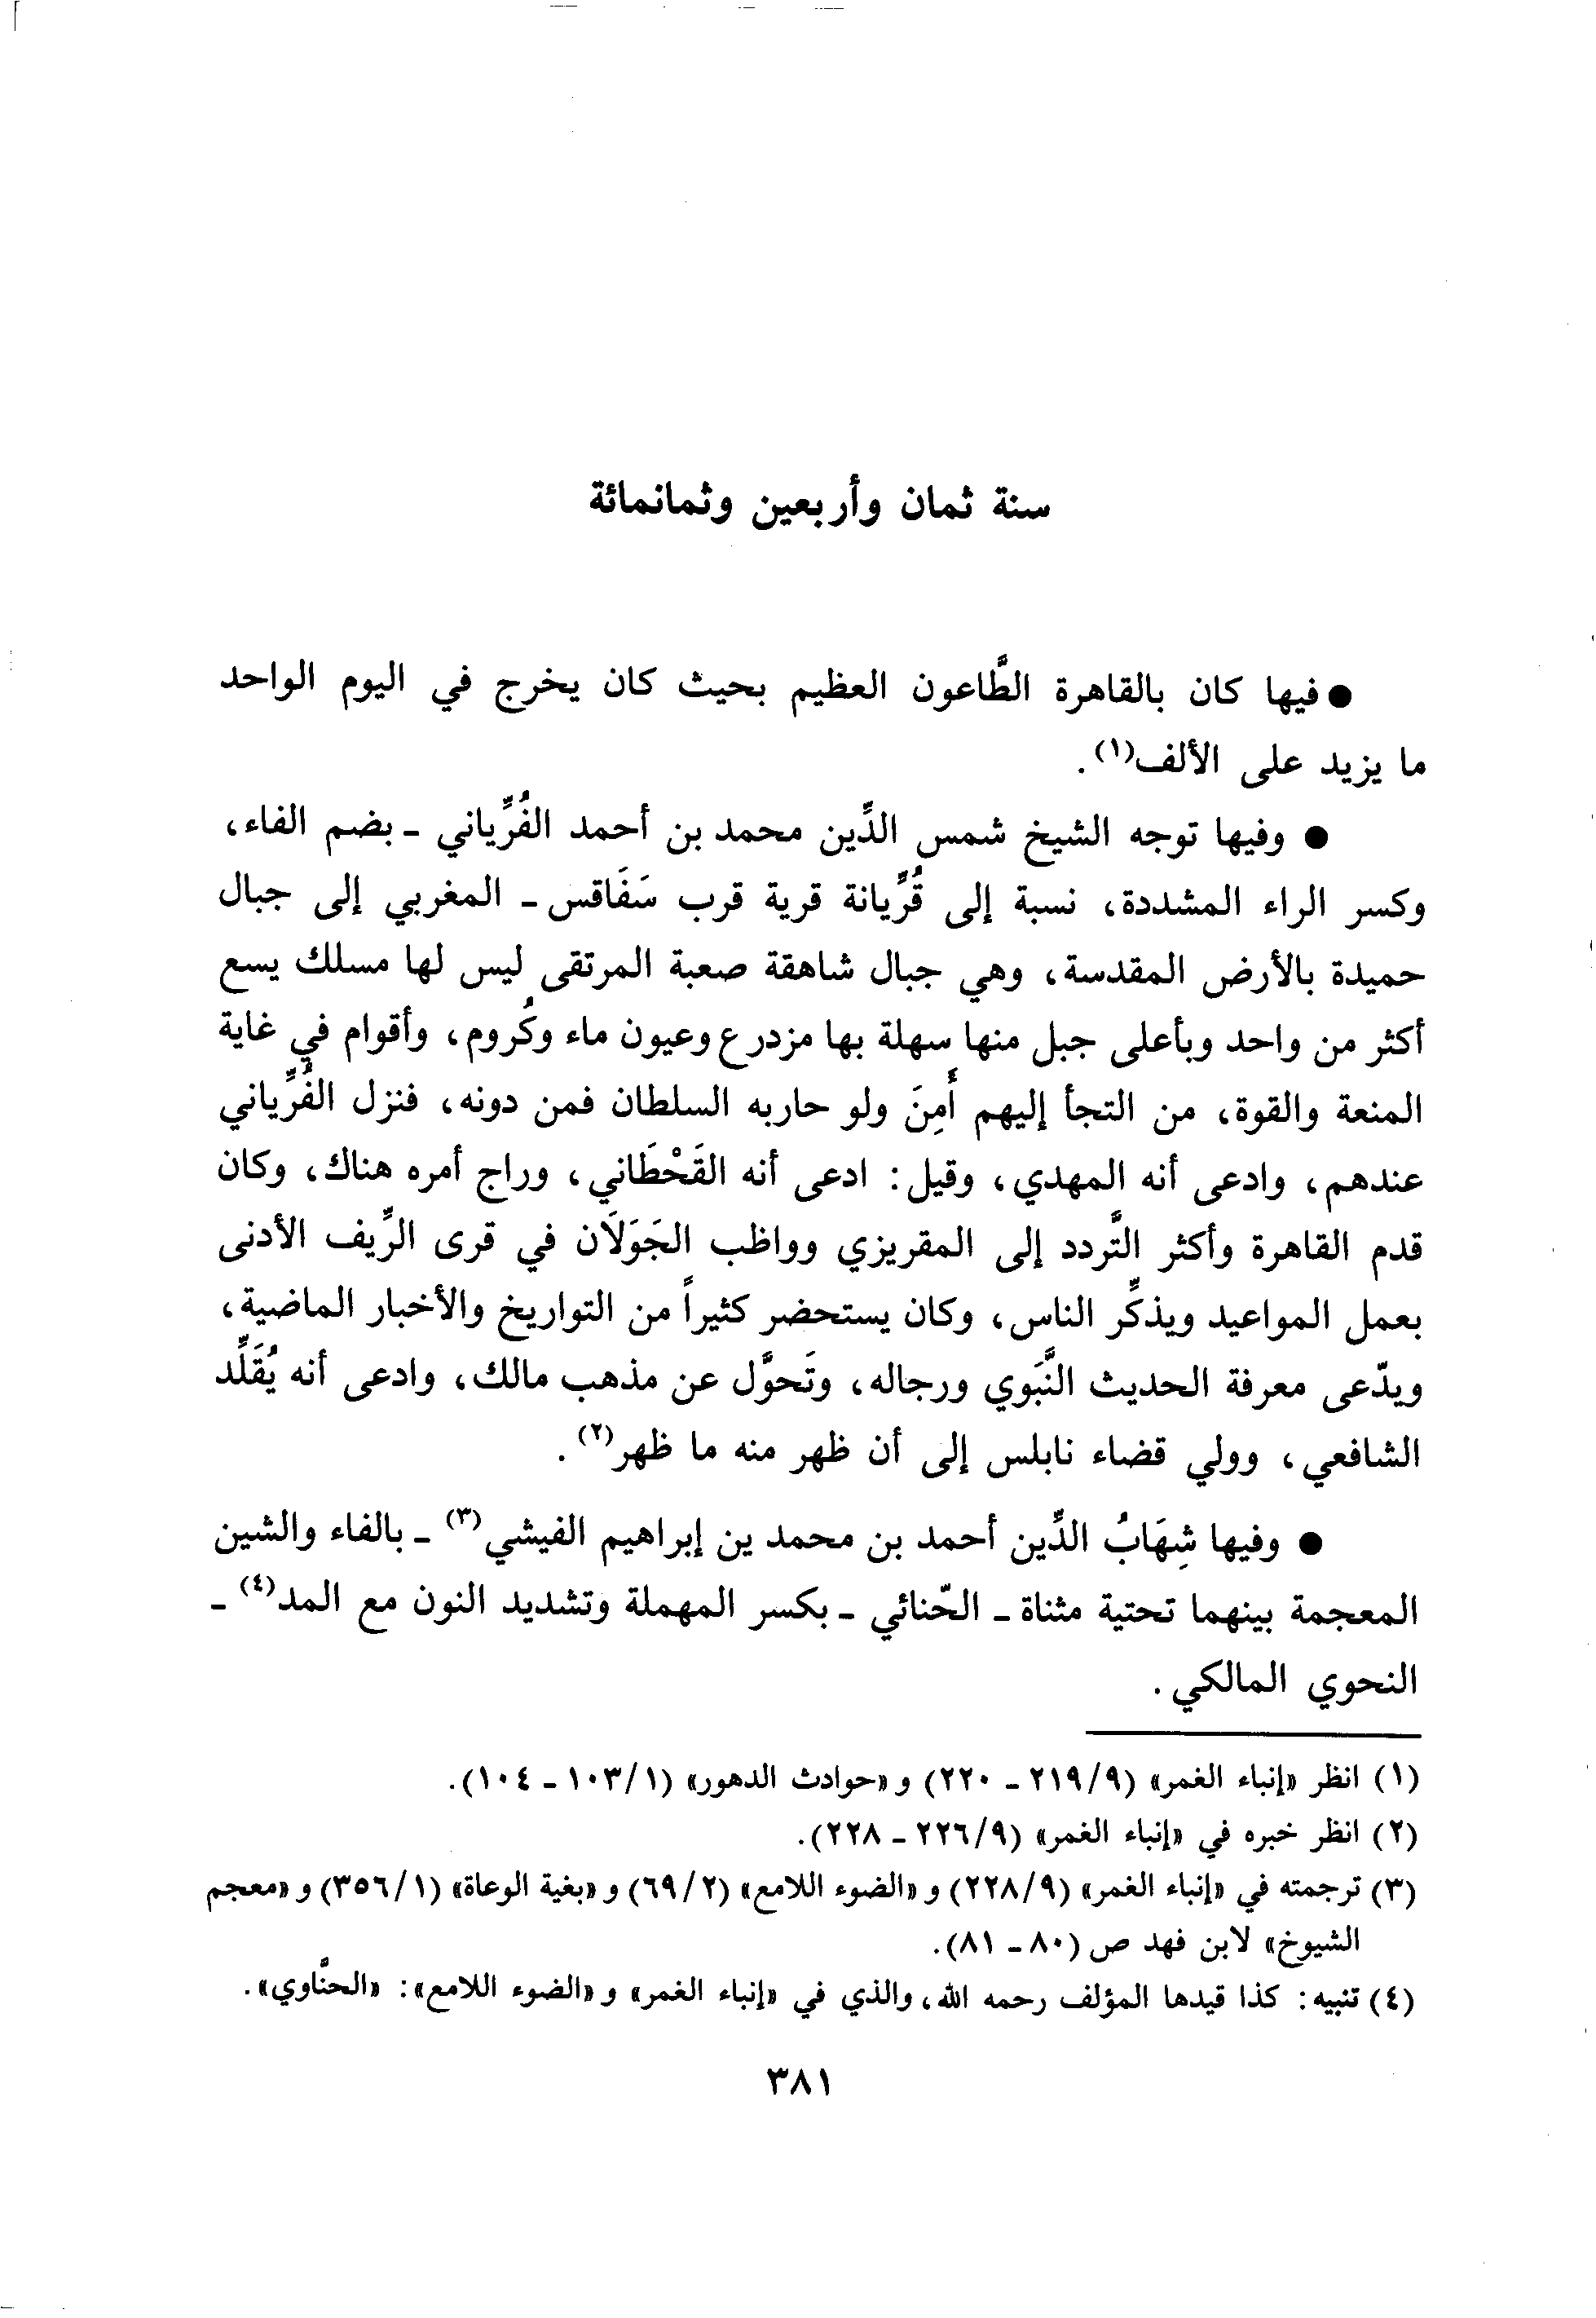 سنة ثمان وأربعين وثمانمائة
● فيها كان بالقاهرة الطَّاعون العظيم بحيث كان يخرج في اليوم الواحد
ما يزيد على الألف(١).
● وفيها توجه الشيخ شمس الدِّين محمد بن أحمد الفُرِّياني ـ بضم الفاء،
وكسر الراء المشددة، نسبة إلى فُرِّيانة قرية قرب سَفَاقس ـ المغربي إلى جبال
حميدة بالأرض المقدسة، وهي جبال شاهقة صعبة المرتقى ليس لها مسلك يسع
أكثر من واحد وبأعلى جبل منها سهلة بها مزدرع وعيون ماء وكُروم، وأقوام في غاية
المنعة والقوة، من التجأ إليهم أَمِنَ ولو حاربه السلطان فمن دونه، فنزل الفُرِّياني
عندهم، وادعى أنه المهدي، وقيل: ادعى أنه القَحْطَاني، وراج أمره هناك، وكان
قدم القاهرة وأكثر التَّردد إلى المقريزي وواظب الجَوَلَان في قرى الرِّيف الأدنى
بعمل المواعيد ويذكِّر الناس، وكان يستحضر كثيراً من التواريخ والأخبار الماضية،
ويدّعى معرفة الحديث النَّبَوي ورجاله، وتَحوَّل عن مذهب مالك، وادعى أنه يُقَلِّد
الشافعي، وولي قضاء نابلس إلى أن ظهر منه ما ظهر(٢).
● وفيها شِهَابُ الدِّين أحمد بن محمد ين إبراهيم الفيشي(٣) ـ بالفاء والشين
المعجمة بينهما تحتية مثناة ـ الحّنائي ـ بكسر المهملة وتشديد النون مع المد(٤) ـ
النحوي المالكي.
(١) انظر «إنباء الغمر» (٢١٩/٩ ـ ٢٢٠) و «حوادث الدهور» (١٠٣/١ ـ ١٠٤).
(٢) انظر خبره في «إنباء الغمر» (٢٢٦/٩ ـ ٢٢٨).
(٣) ترجمته في «إنباء الغمر» (٢٢٨/٩) و «الضوء اللامع» (٦٩/٢) و «بغية الوعاة» (٣٥٦/١) و «معجم
الشيوخ» لابن فهد ص (٨٠ ـ ٨١).
(٤) تنبيه: كذا قيدها المؤلف رحمه الله، والذي في «إنباء الغمر» و «الضوء اللامع»: «الحنَّاوي».
٣٨١